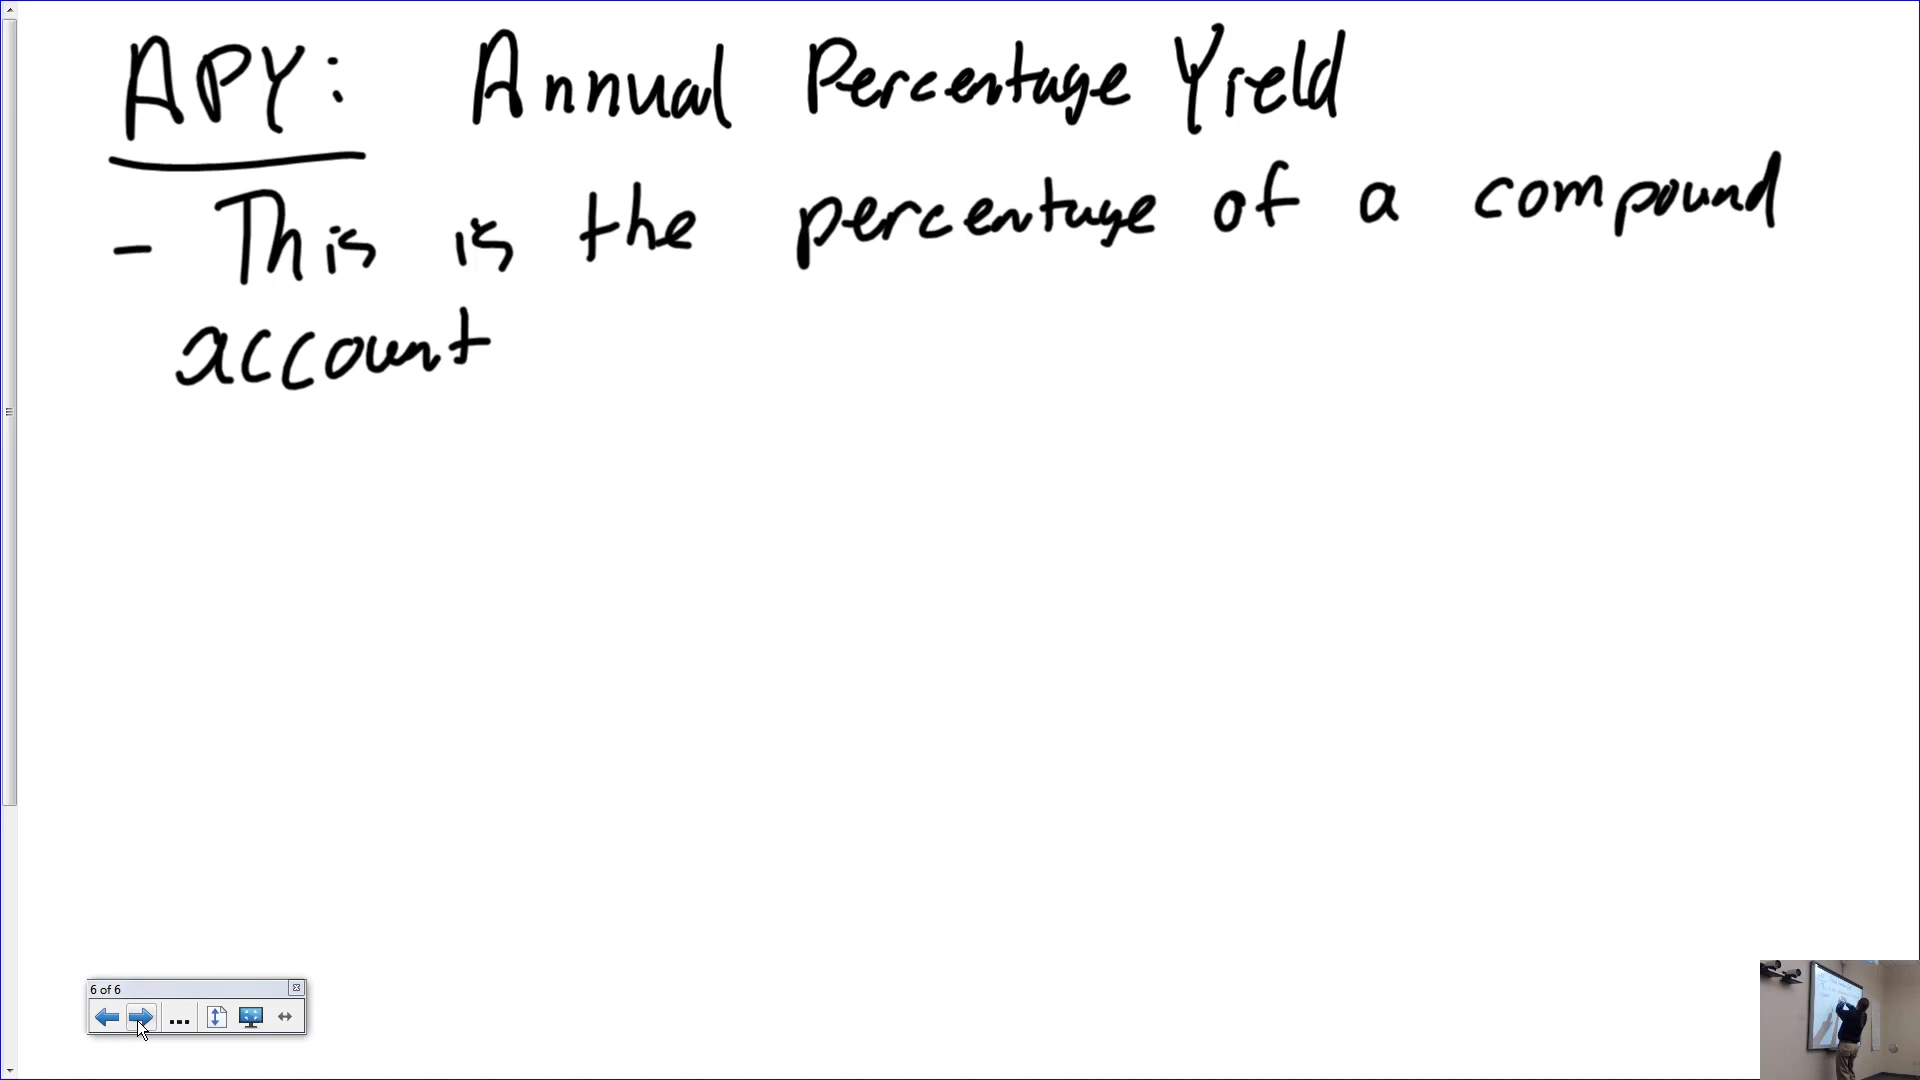 APY: Annual Percentage Yield
- This is the percentage of a compound
account
6 of 6
...